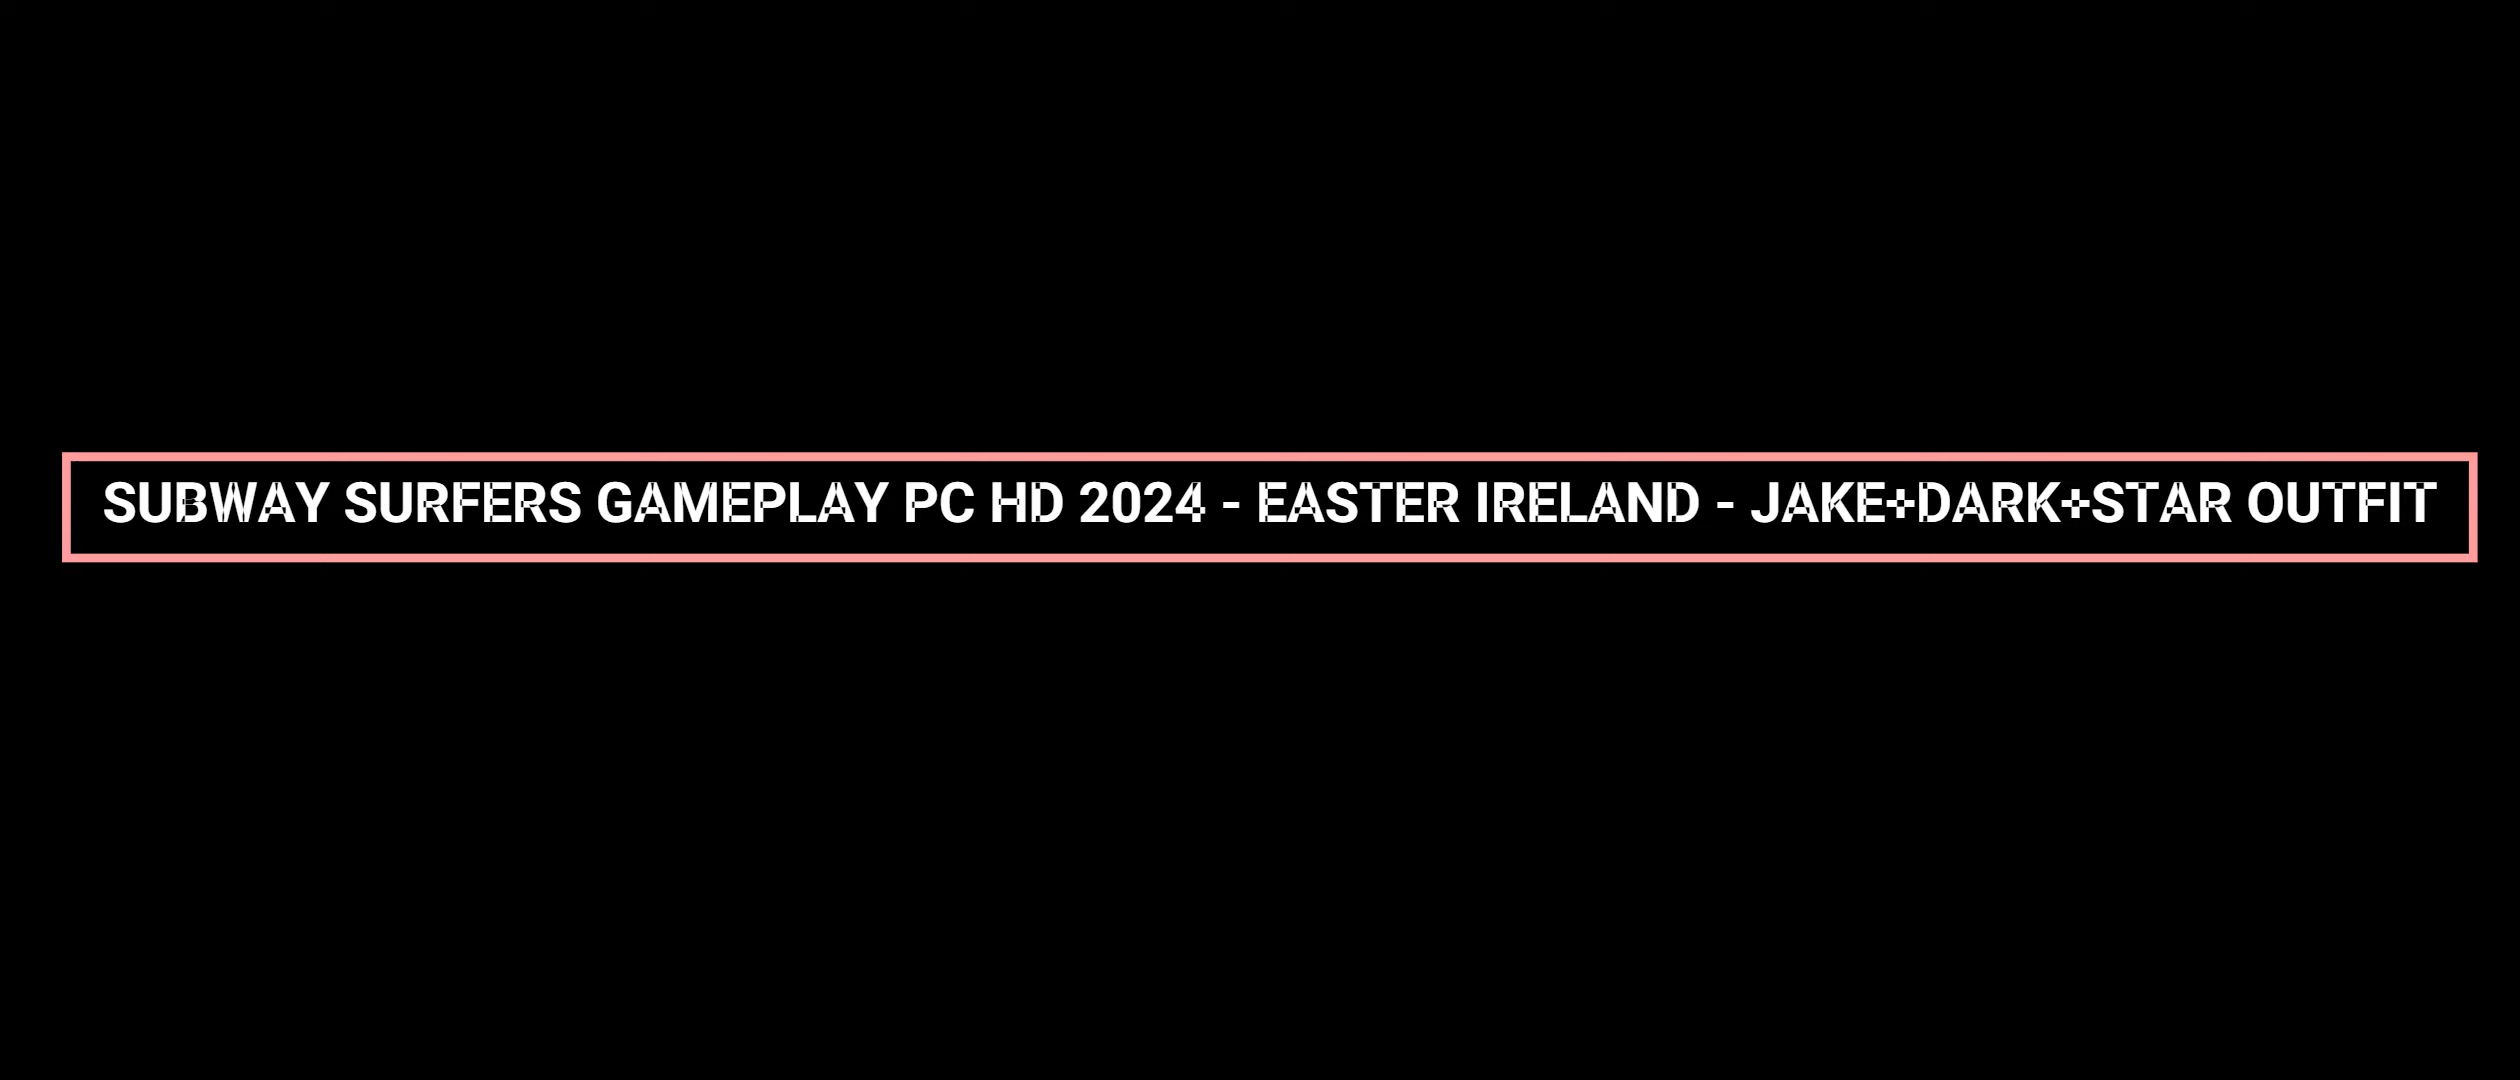 SUBWAY SURFERS GAMEPLAY PC HD 2024 - EASTER IRELAND - JAKE+DARK+STAR OUTFIT